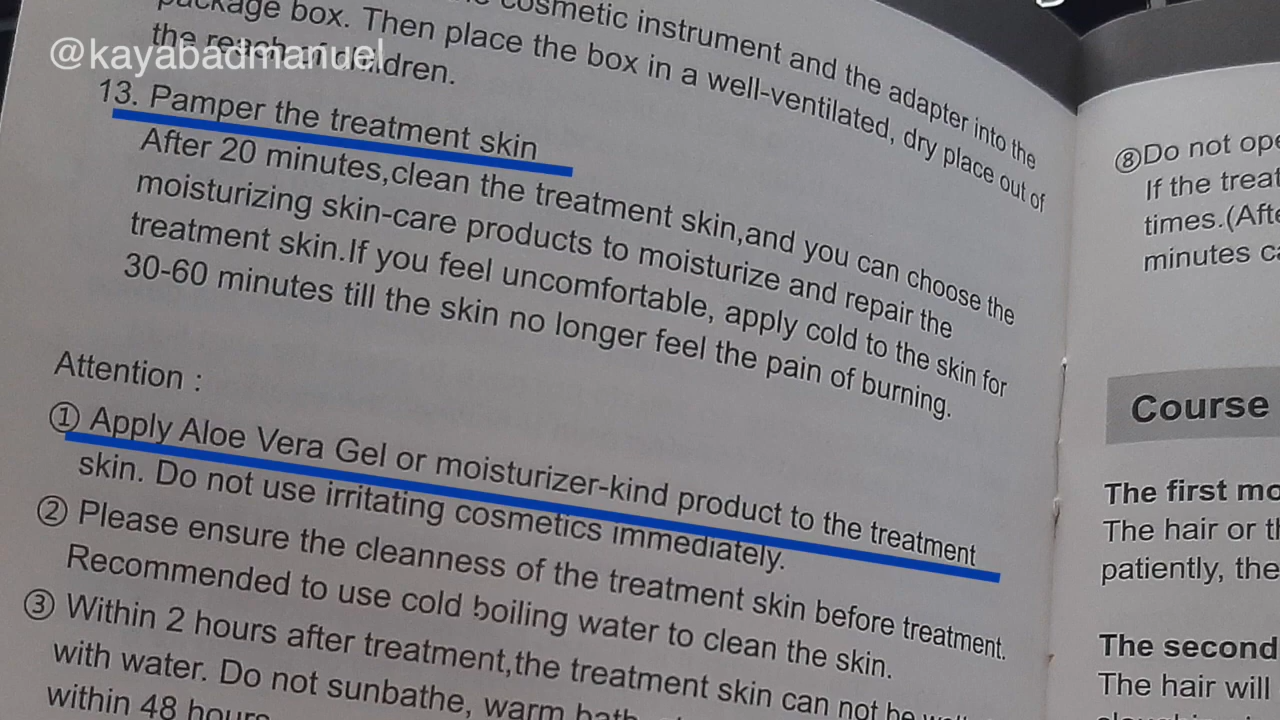 cosmetic instrument and the adapter into the
package box. Then place the box in a well-ventilated, dry place out of
the reach of children.
@kayabadmanuel
13. Pamper the treatment skin
After 20 minutes,clean the treatment skin,and you can choose the
moisturizing skin-care products to moisturize and repair the
treatment skin.If you feel uncomfortable, apply cold to the skin for
30-60 minutes till the skin no longer feel the pain of burning.
Attention :
① Apply Aloe Vera Gel or moisturizer-kind product to the treatment
skin. Do not use irritating cosmetics immediately.
② Please ensure the cleanness of the treatment skin before treatment.
Recommended to use cold boiling water to clean the skin.
③ Within 2 hours after treatment,the treatment skin can not be
with water. Do not sunbathe, warm
within 48 hours
⑧Do not
If the
times.
minutes
Course
The first
The hair or
patiently, the
The second
The hair will